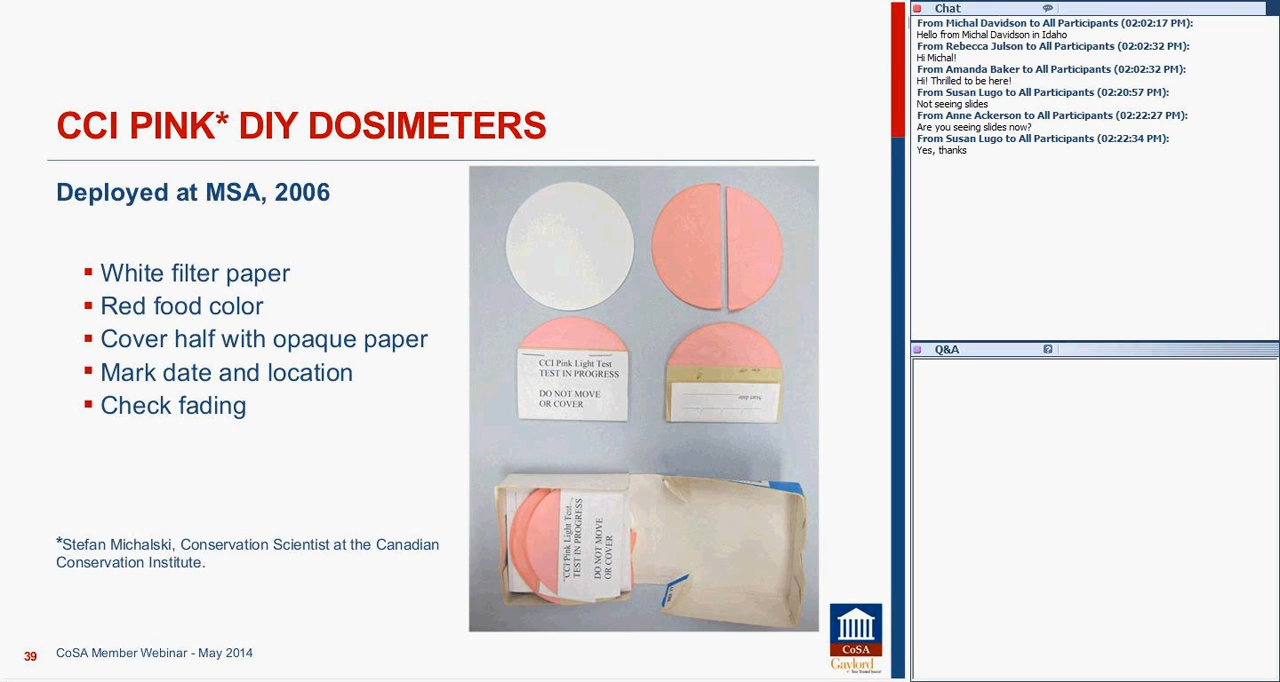 CCI PINK* DIY DOSIMETERS
Deployed at MSA, 2006
White filter paper
Red food color
Cover half with opaque paper
Mark date and location
Check fading
*Stefan Michalski, Conservation Scientist at the Canadian
Conservation Institute.
CCI Pink Light Test
TEST IN PROGRESS
DO NOT MOVE
OR COVER
Start date
CCI Pink Light Test
TEST IN PROGRESS
DO NOT MOVE
OR COVER
39
CoSA Member Webinar - May 2014
CoSA
Gaylord
Chat
From Michal Davidson to All Participants (02:02:17 PM):
Hello from Michal Davidson in Idaho
From Rebecca Julson to All Participants (02:02:32 PM):
Hi Michal!
From Amanda Baker to All Participants (02:02:32 PM):
Hi! Thrilled to be here!
From Susan Lugo to All Participants (02:20:57 PM):
Not seeing slides
From Anne Ackerson to All Participants (02:22:27 PM):
Are you seeing slides now?
From Susan Lugo to All Participants (02:22:34 PM):
Yes, thanks
Q&A